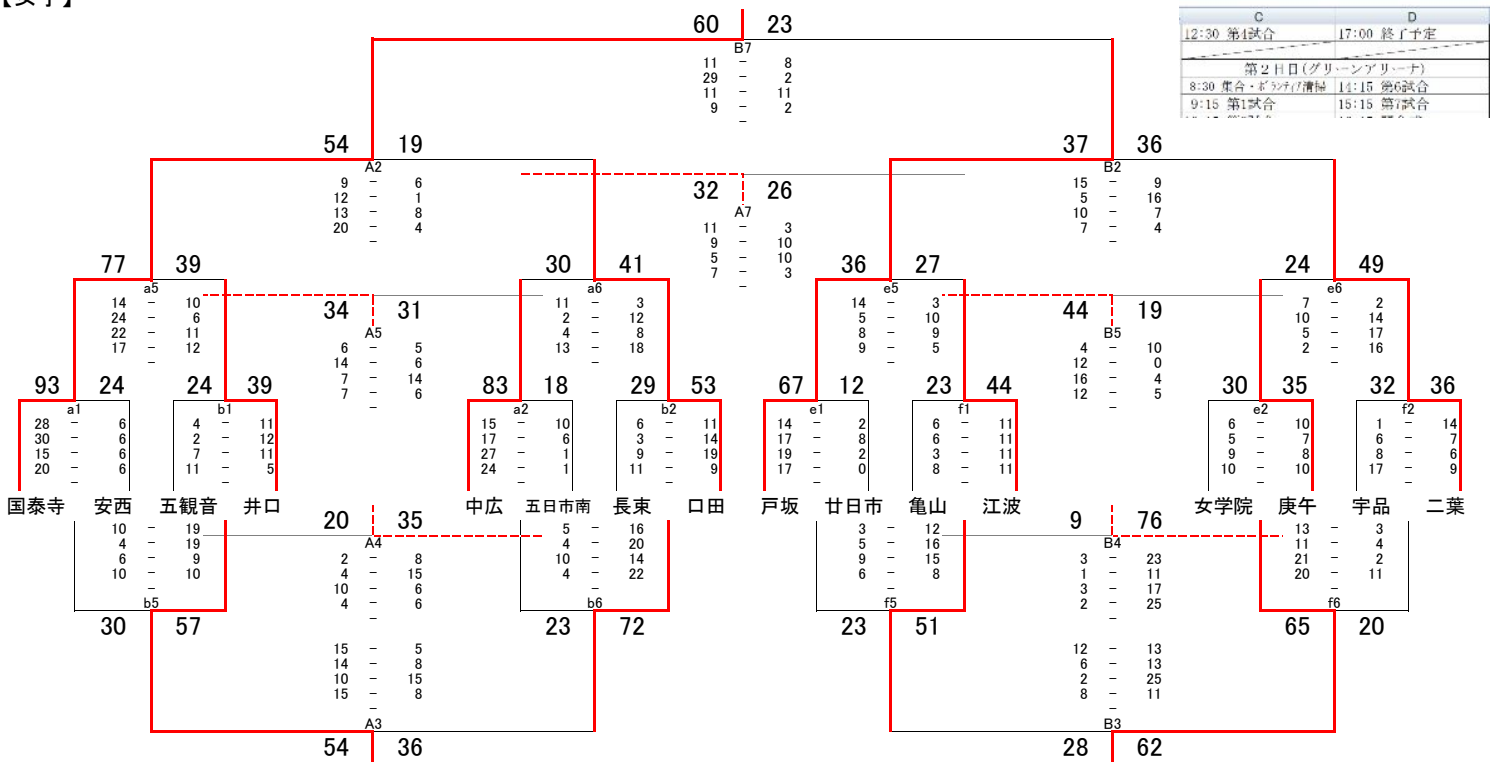 【女子】
C D
12:30 第4試合 17:00 終了予定
第2日目(グリーンアリーナ)
8:30 集合・ボランティア清掃 14:15 第6試合
9:15 第1試合 15:15 第7試合
60 23
B7
11 - 8
29 - 2
11 - 11
9 - 2
-
54 19
A2
9 - 6
12 - 1
13 - 8
20 - 4
-
37 36
B2
15 - 9
5 - 16
10 - 7
7 - 4
-
32 26
A7
11 - 3
9 - 10
5 - 10
7 - 3
-
77 39
a5
14 - 10
24 - 6
22 - 11
17 - 12
-
30 41
a6
11 - 3
2 - 12
4 - 8
13 - 18
-
36 27
e5
14 - 3
5 - 10
8 - 9
9 - 5
-
24 49
e6
7 - 2
10 - 14
5 - 17
2 - 16
-
34 31
A5
6 - 5
14 - 6
7 - 14
7 - 6
-
44 19
B5
4 - 10
12 - 0
16 - 4
12 - 5
-
93 24
a1
28 - 6
30 - 6
15 - 6
20 - 6
-
24 39
b1
4 - 11
2 - 12
7 - 11
11 - 5
-
83 18
a2
15 - 10
17 - 6
27 - 1
24 - 1
-
29 53
b2
6 - 11
3 - 14
9 - 19
11 - 9
-
67 12
e1
14 - 2
17 - 8
19 - 2
17 - 0
-
23 44
f1
6 - 11
6 - 11
3 - 11
8 - 11
-
30 35
e2
6 - 10
5 - 7
9 - 8
10 - 10
-
32 36
f2
1 - 14
6 - 7
8 - 6
17 - 9
-
国泰寺 安西 五観音 井口 中広 五日市南 長束 口田 戸坂 廿日市 亀山 江波 女学院 庚午 宇品 二葉
10 - 19
4 - 19
6 - 9
10 - 10
-
b5
30 57
20 35
A4
2 - 8
4 - 15
10 - 6
4 - 6
-
5 - 16
4 - 20
10 - 14
4 - 22
-
b6
23 72
3 - 12
5 - 16
9 - 15
6 - 8
-
f5
23 51
9 76
B4
3 - 23
1 - 11
3 - 17
2 - 25
-
13 - 3
11 - 4
21 - 2
20 - 11
-
f6
65 20
15 - 5
14 - 8
10 - 15
15 - 8
-
A3
54 36
12 - 13
6 - 13
2 - 25
8 - 11
-
B3
28 62